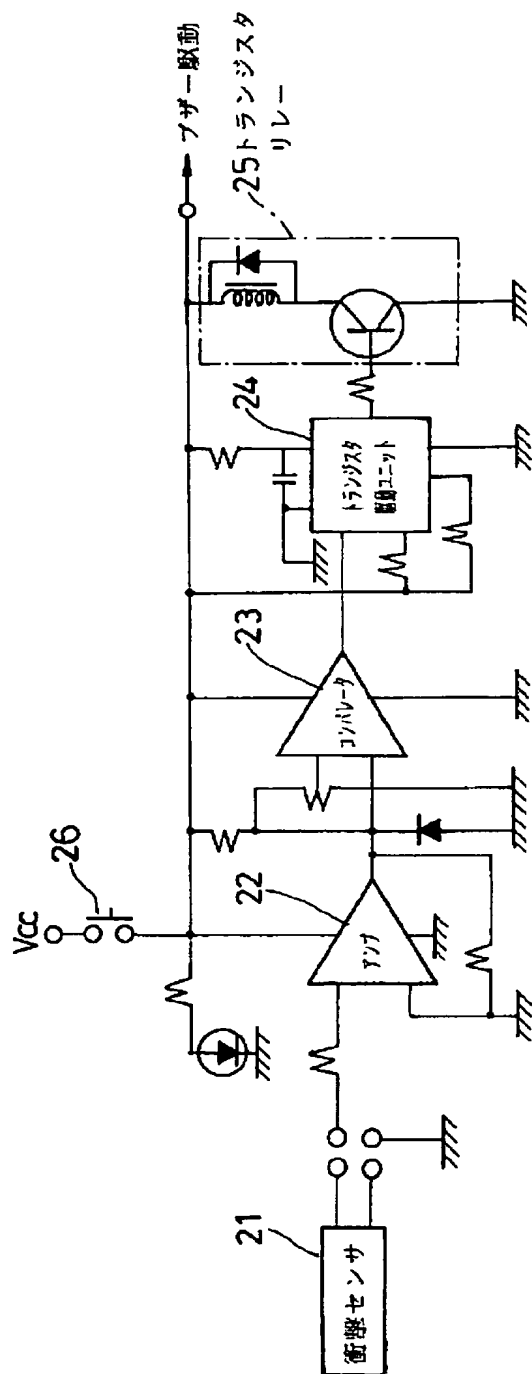 21
衝撃センサ
Vcc
26
22
アンプ
23
コンパレータ
24
トランジスタ
駆動ユニット
25トランジスタ
リレー
ブザー駆動